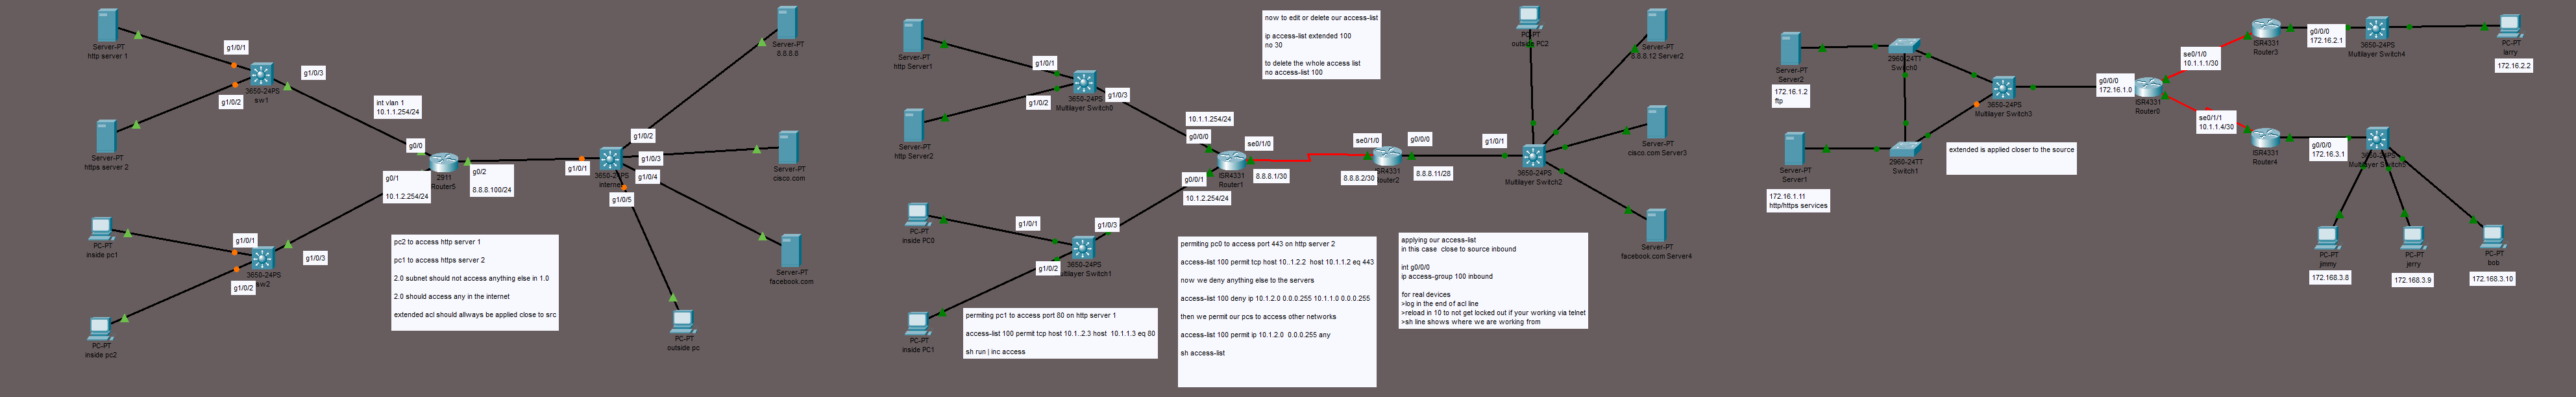 Server-PT
http server 1
g1/0/1
3650-24PS
sw1
g1/0/3
g1/0/2
Server-PT
https server 2
int vlan 1
10.1.1.254/24
g0/0
2911
Router5
g0/1
10.1.2.254/24
g0/2
8.8.8.100/24
PC-PT
inside pc1
g1/0/1
3650-24PS
sw2
g1/0/3
g1/0/2
PC-PT
inside pc2
pc2 to access http server 1
pc1 to access https server 2
2.0 subnet should not access anything else in 1.0
2.0 should access any in the internet
extended acl should allways be applied close to src
Server-PT
8.8.8.8
g1/0/2
g1/0/3
g1/0/1
3650-24PS
internet
g1/0/4
g1/0/5
Server-PT
cisco.com
Server-PT
facebook.com
PC-PT
outside pc
Server-PT
http Server1
g1/0/1
3650-24PS
Multilayer Switch0
g1/0/3
g1/0/2
Server-PT
http Server2
now to edit or delete our access-list
ip access-list extended 100
no 30
to delete the whole access list
no access-list 100
10.1.1.254/24
g0/0/0
se0/1/0
ISR4331
Router1
8.8.8.1/30
g0/0/1
10.1.2.254/24
se0/1/0
g0/0/0
ISR4331
Router2
8.8.8.2/30
8.8.8.11/28
g1/0/1
3650-24PS
Multilayer Switch2
PC-PT
outside PC2
Server-PT
8.8.8.12 Server2
Server-PT
cisco.com Server3
Server-PT
facebook.com Server4
PC-PT
inside PC0
g1/0/1
g1/0/3
3650-24PS
Multilayer Switch1
g1/0/2
PC-PT
inside PC1
permiting pc1 to access port 80 on http server 1
access-list 100 permit tcp host 10.1..2.3 host  10.1.1.3 eq 80
sh run | inc access
permiting pc0 to access port 443 on http server 2
access-list 100 permit tcp host 10..1.2.2  host 10.1.1.2 eq 443
now we deny anything else to the servers
access-list 100 deny ip 10.1.2.0 0.0.0.255 10.1.1.0 0.0.0.255
then we permit our pcs to access other networks
access-list 100 permit ip 10.1.2.0  0.0.0.255 any
sh access-list
applying our access-list
in this case  close to source inbound
int g0/0/0
ip access-group 100 inbound
for real devices
>log in the end of acl line
>reload in 10 to not get locked out if your working via telnet
>sh line shows where we are working from
Server-PT
Server2
172.16.1.2
ftp
2960-24TT
Switch0
3650-24PS
Multilayer Switch3
Server-PT
Server1
172.16.1.11
http/https services
2960-24TT
Switch1
extended is applied closer to the source
g0/0/0
172.16.1.0
ISR4331
Router0
se0/1/0
10.1.1.1/30
se0/1/1
10.1.1.4/30
ISR4331
Router3
g0/0/0
172.16.2.1
3650-24PS
Multilayer Switch4
PC-PT
larry
172.16.2.2
ISR4331
Router4
g0/0/0
172.16.3.1
3650-24PS
Multilayer Switch5
PC-PT
jimmy
172.168.3.8
PC-PT
jerry
172.168.3.9
PC-PT
bob
172.168.3.10